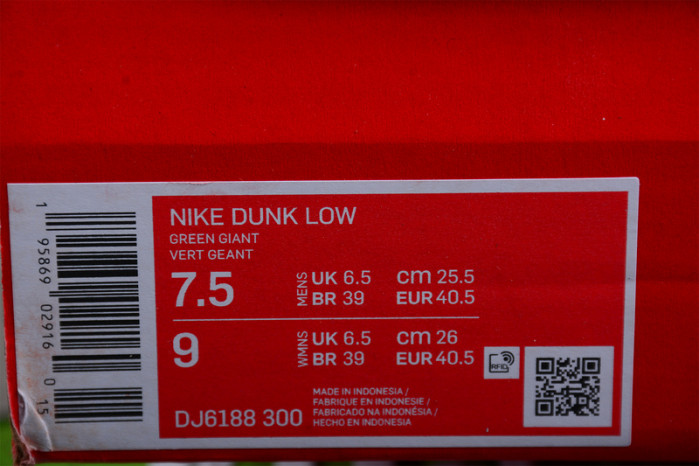 NIKE DUNK LOW
GREEN GIANT
VERT GEANT
7.5 MENS UK 6.5 cm 25.5
BR 39 EUR 40.5
9 WMNS UK 6.5 cm 26
BR 39 EUR 40.5
RFID
DJ6188 300
MADE IN INDONESIA /
FABRIQUE EN INDONESIE /
FABRICADO NA INDONÉSIA /
HECHO EN INDONESIA
1 95869 02916 0 15